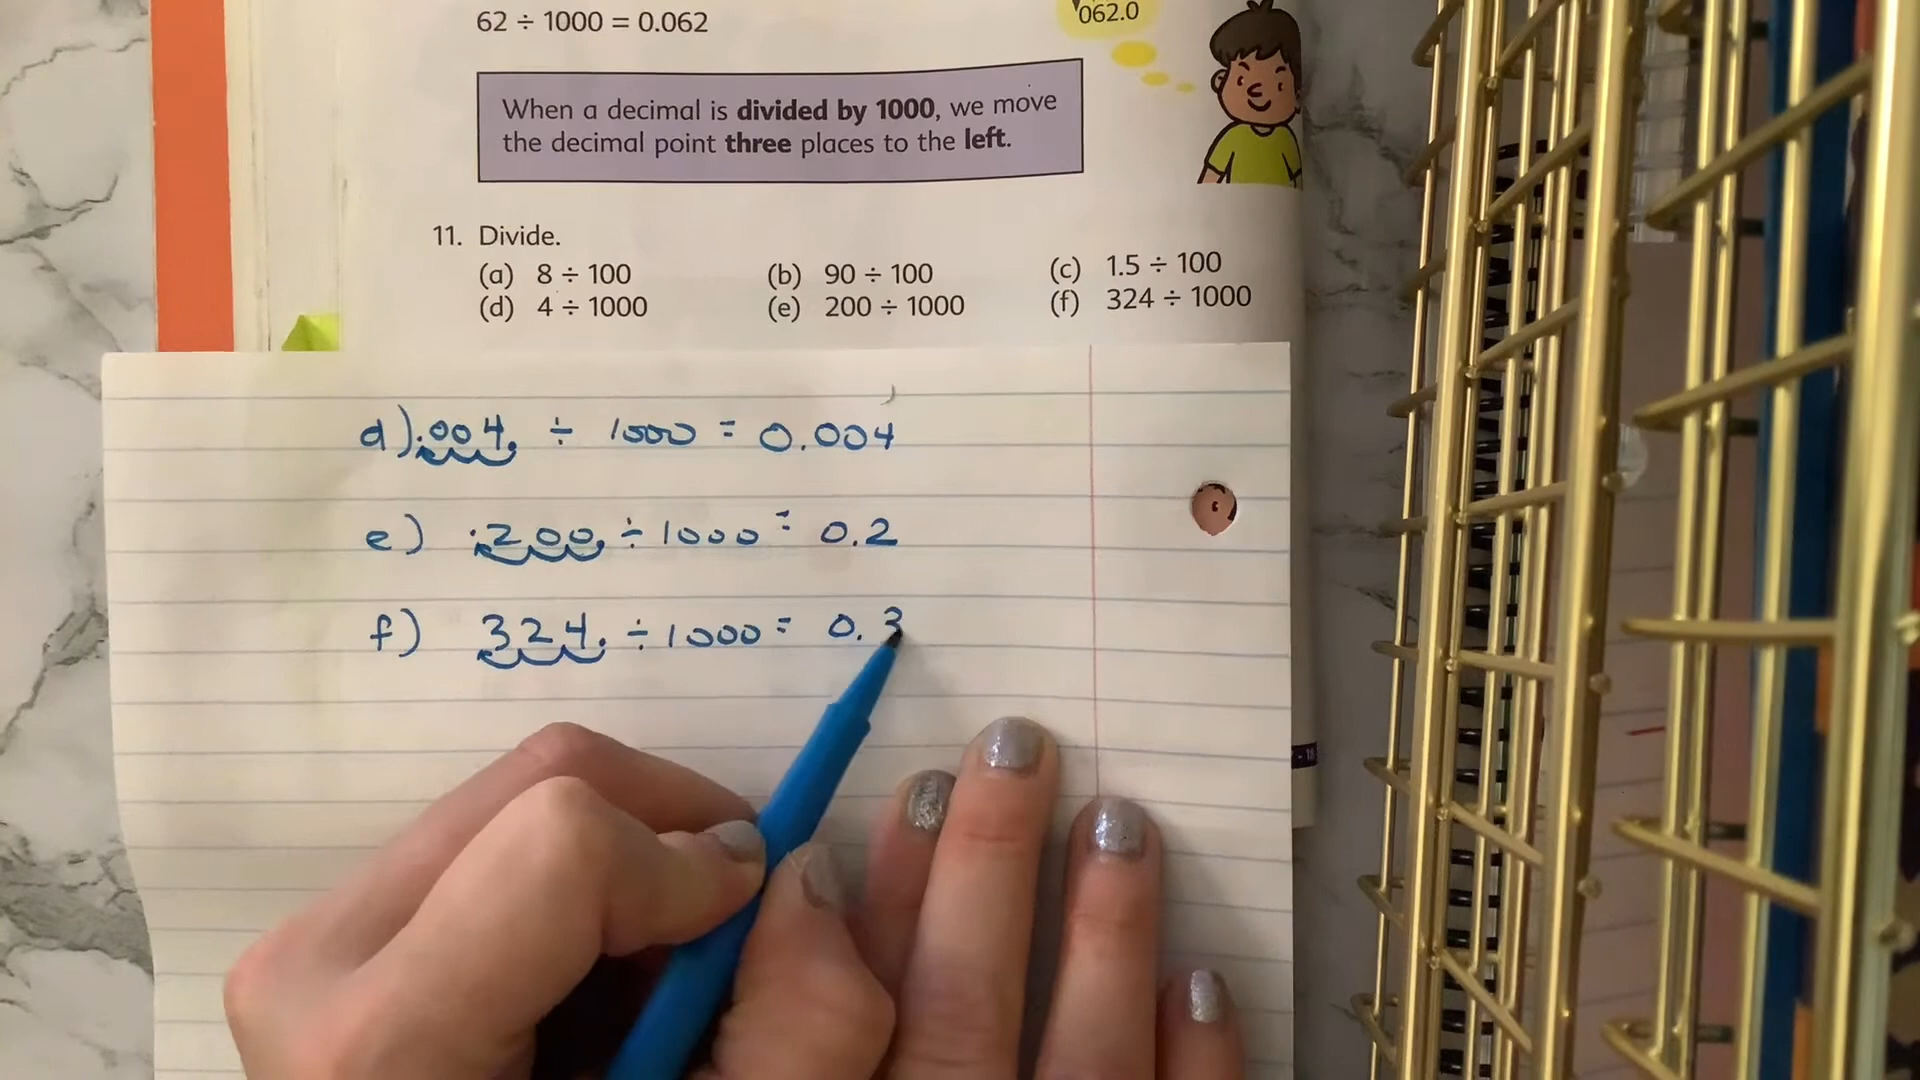 62 ÷ 1000 = 0.062
062.0
When a decimal is divided by 1000, we move
the decimal point three places to the left.
11. Divide.
(a) 8 ÷ 100 (b) 90 ÷ 100 (c) 1.5 ÷ 100
(d) 4 ÷ 1000 (e) 200 ÷ 1000 (f) 324 ÷ 1000
d) .004. ÷ 1000 = 0.004
e) .200. ÷ 1000 = 0.2
f) 324. ÷ 1000 = 0.3